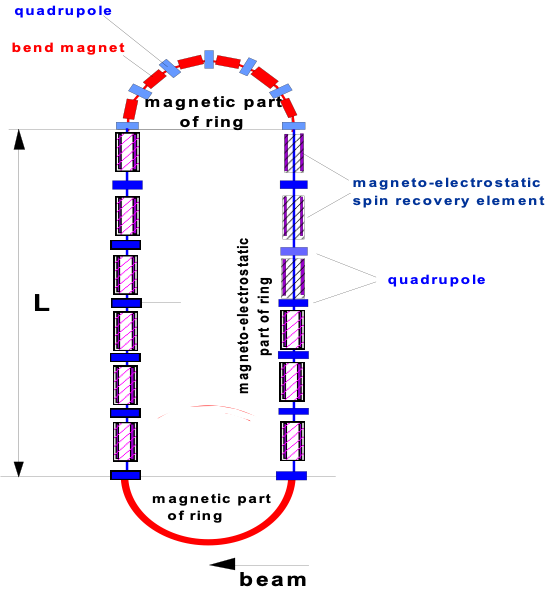 quadrupole
bend magnet
magnetic part
of ring
magneto-electrostatic
spin recovery element
magneto-electrostatic
part of ring
quadrupole
L
magnetic part
of ring
beam